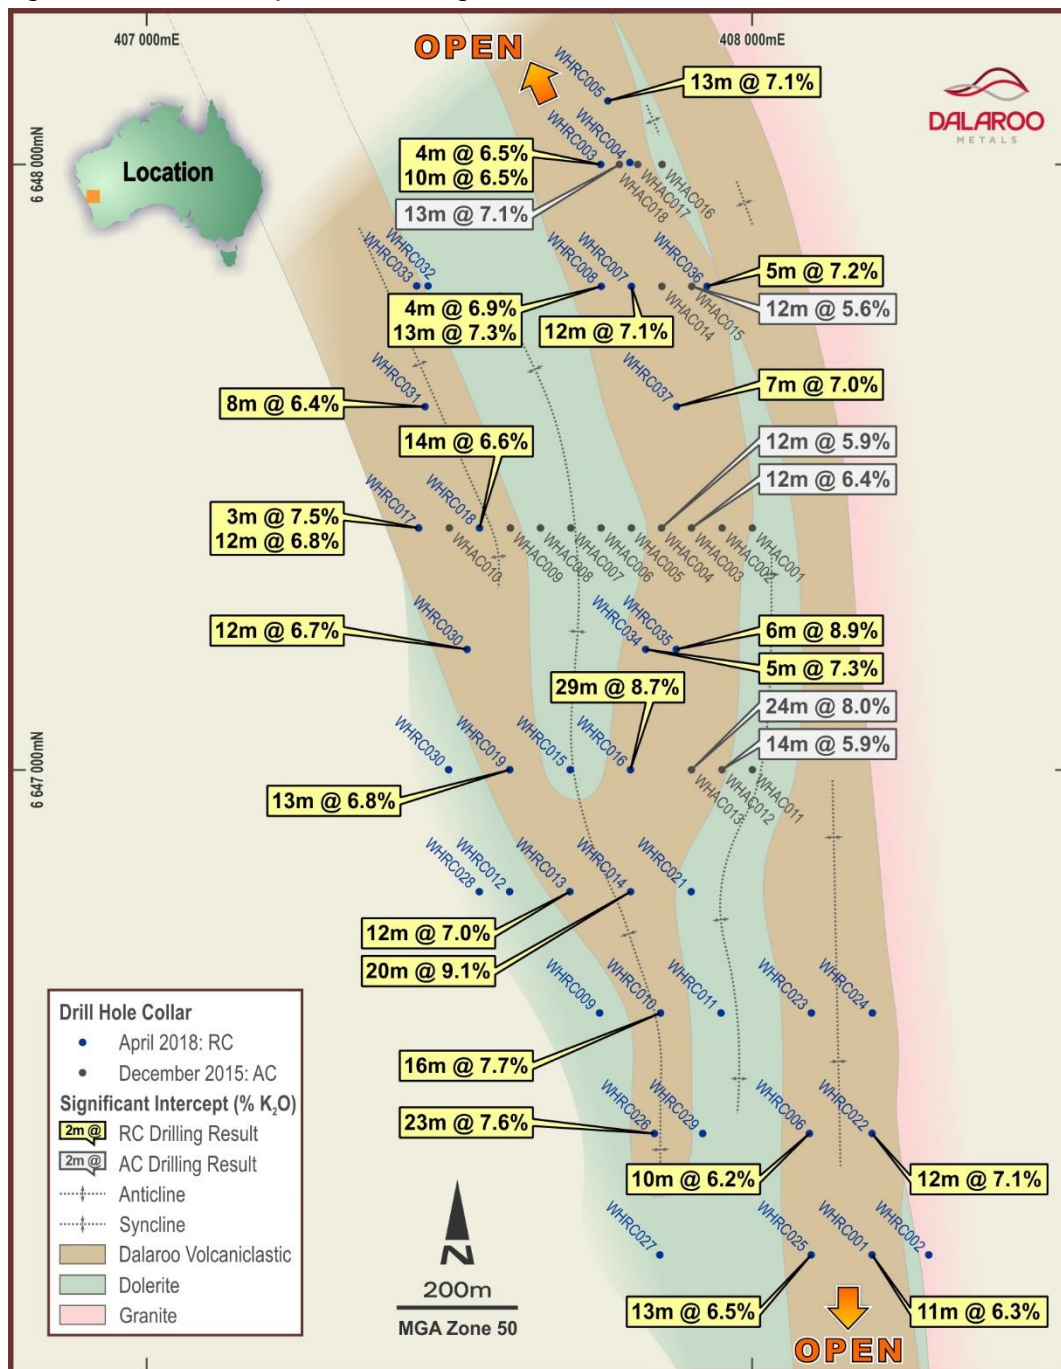 407 000mE
408 000mE
OPEN
WHRC005
13m @ 7.1%
DALAROO
METALS
6 648 000mN
Location
4m @ 6.5%
10m @ 6.5%
WHRC003
WHRC004
WHAC018
WHAC017
WHAC016
13m @ 7.1%
WHRC033
WHRC032
WHRC008
WHRC007
WHRC036
5m @ 7.2%
4m @ 6.9%
13m @ 7.3%
12m @ 7.1%
WHAC014
WHAC015
12m @ 5.6%
WHRC031
WHRC037
7m @ 7.0%
8m @ 6.4%
14m @ 6.6%
12m @ 5.9%
12m @ 6.4%
WHRC017
WHRC018
3m @ 7.5%
12m @ 6.8%
WHAC010
WHAC009
WHAC008
WHAC007
WHAC006
WHAC005
WHAC004
WHAC003
WHAC002
WHAC001
12m @ 6.7%
WHRC030
WHRC034
WHRC035
6m @ 8.9%
5m @ 7.3%
29m @ 8.7%
24m @ 8.0%
14m @ 5.9%
6 647 000mN
WHRC030
WHRC019
WHRC015
WHRC016
WHAC013
WHAC012
WHAC011
13m @ 6.8%
WHRC028
WHRC012
WHRC013
WHRC014
WHRC021
12m @ 7.0%
20m @ 9.1%
WHRC009
WHRC010
WHRC011
WHRC023
WHRC024
16m @ 7.7%
23m @ 7.6%
WHRC026
WHRC029
WHRC006
WHRC022
10m @ 6.2%
12m @ 7.1%
WHRC027
WHRC025
WHRC001
WHRC002
13m @ 6.5%
11m @ 6.3%
OPEN
Drill Hole Collar
April 2018: RC
December 2015: AC
Significant Intercept (% K₂O)
2m @ RC Drilling Result
2m @ AC Drilling Result
Anticline
Syncline
Dalaroo Volcaniclastic
Dolerite
Granite
N
200m
MGA Zone 50